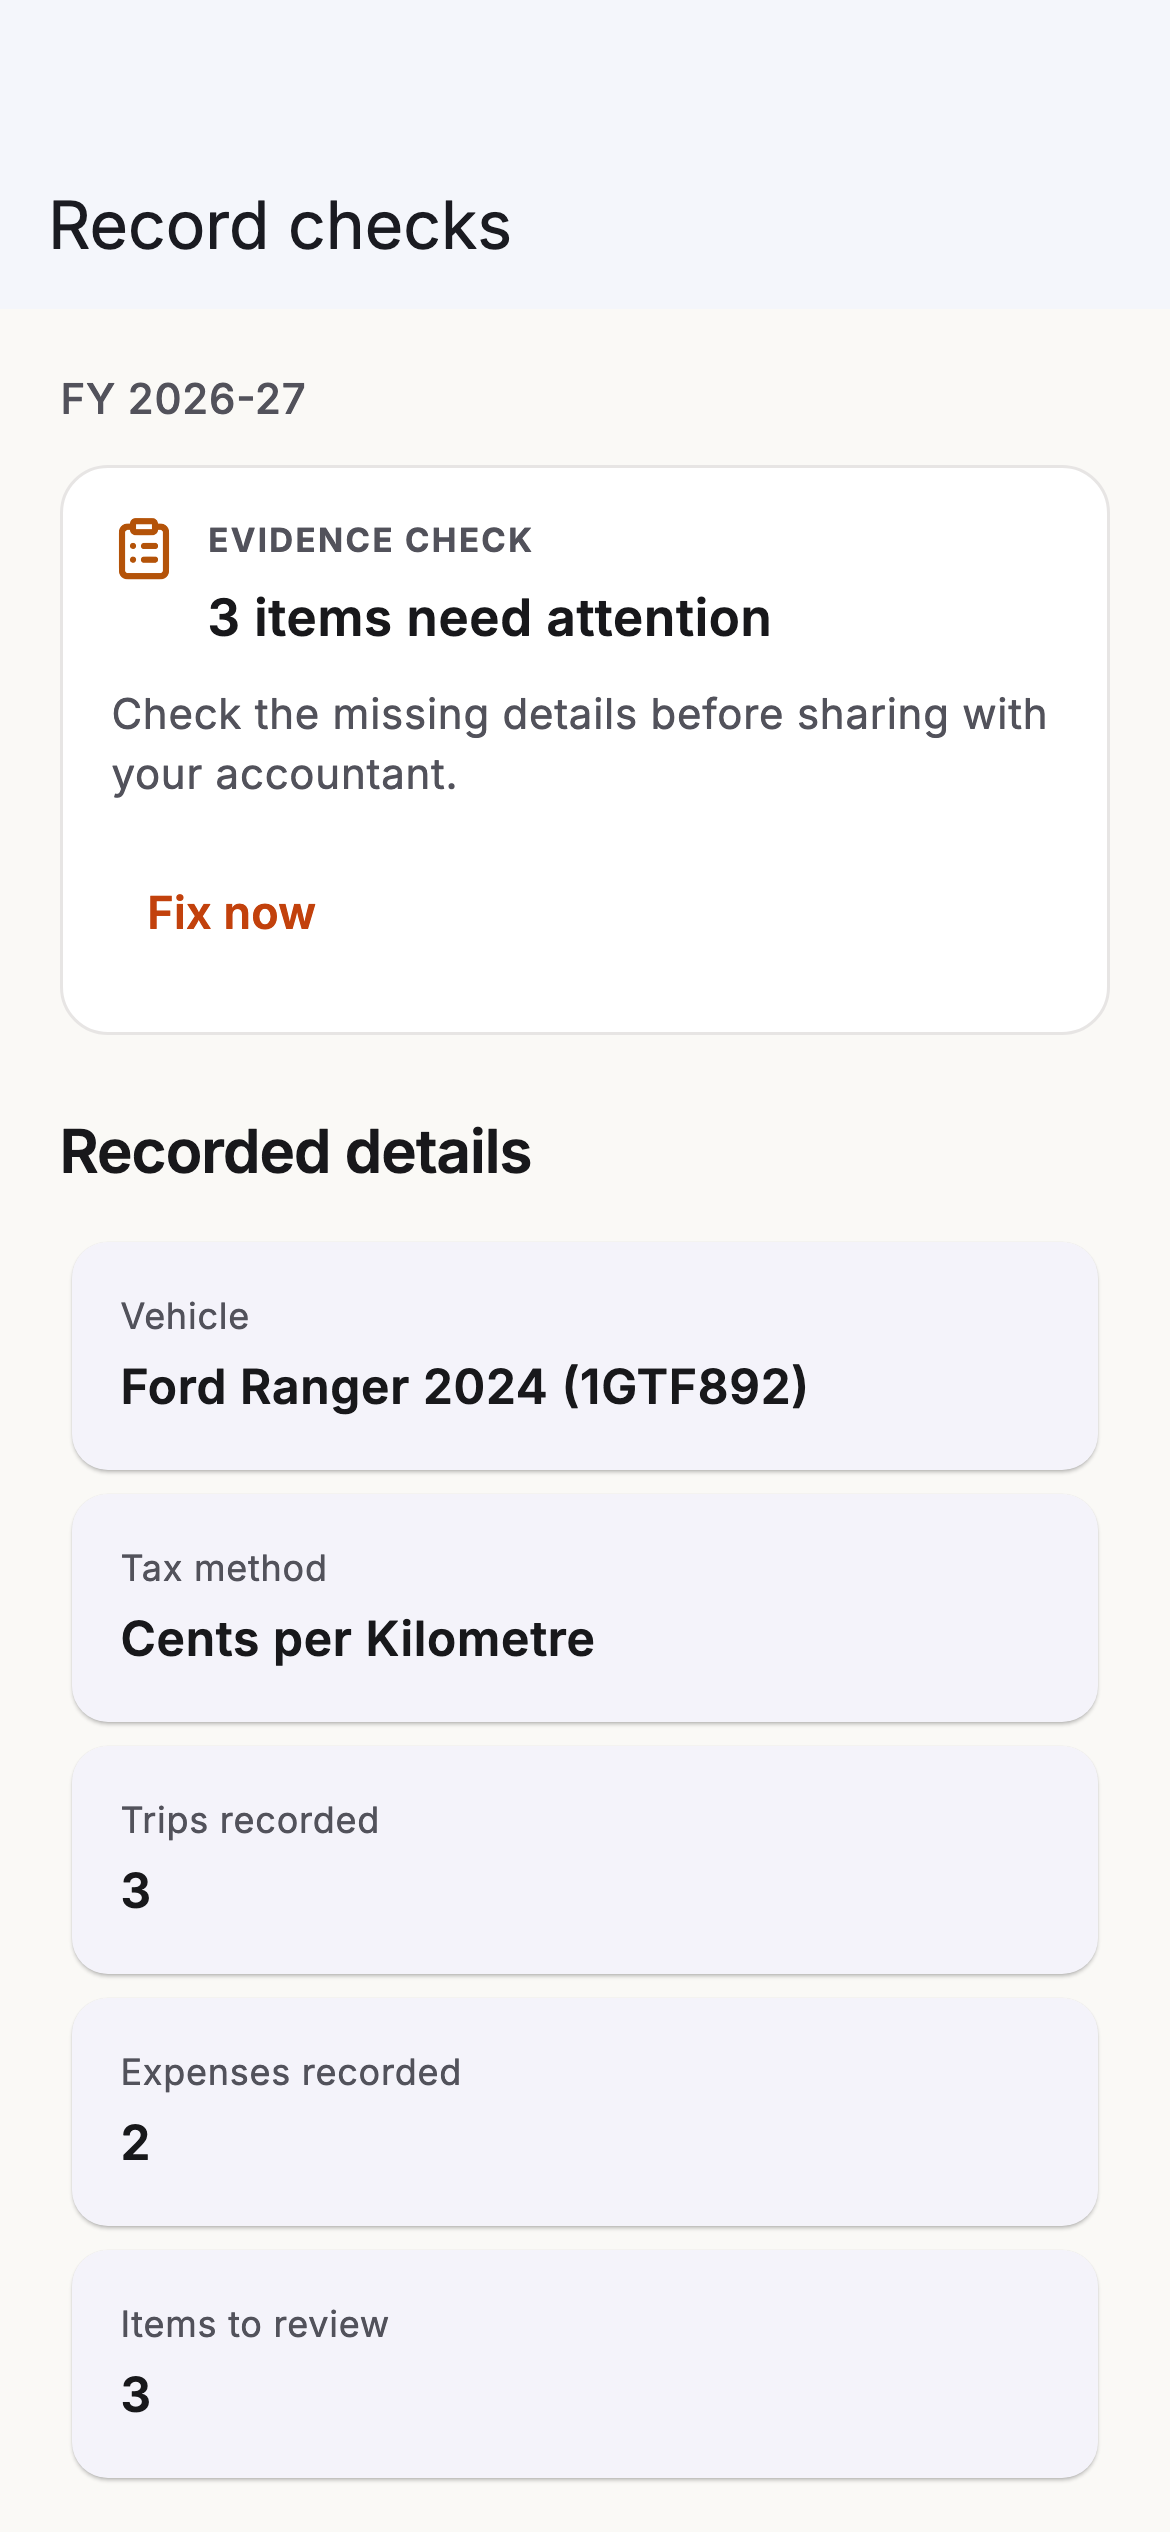 Record checks
FY 2026-27
EVIDENCE CHECK
3 items need attention
Check the missing details before sharing with
your accountant.
Fix now
Recorded details
Vehicle
Ford Ranger 2024 (1GTF892)
Tax method
Cents per Kilometre
Trips recorded
3
Expenses recorded
2
Items to review
3